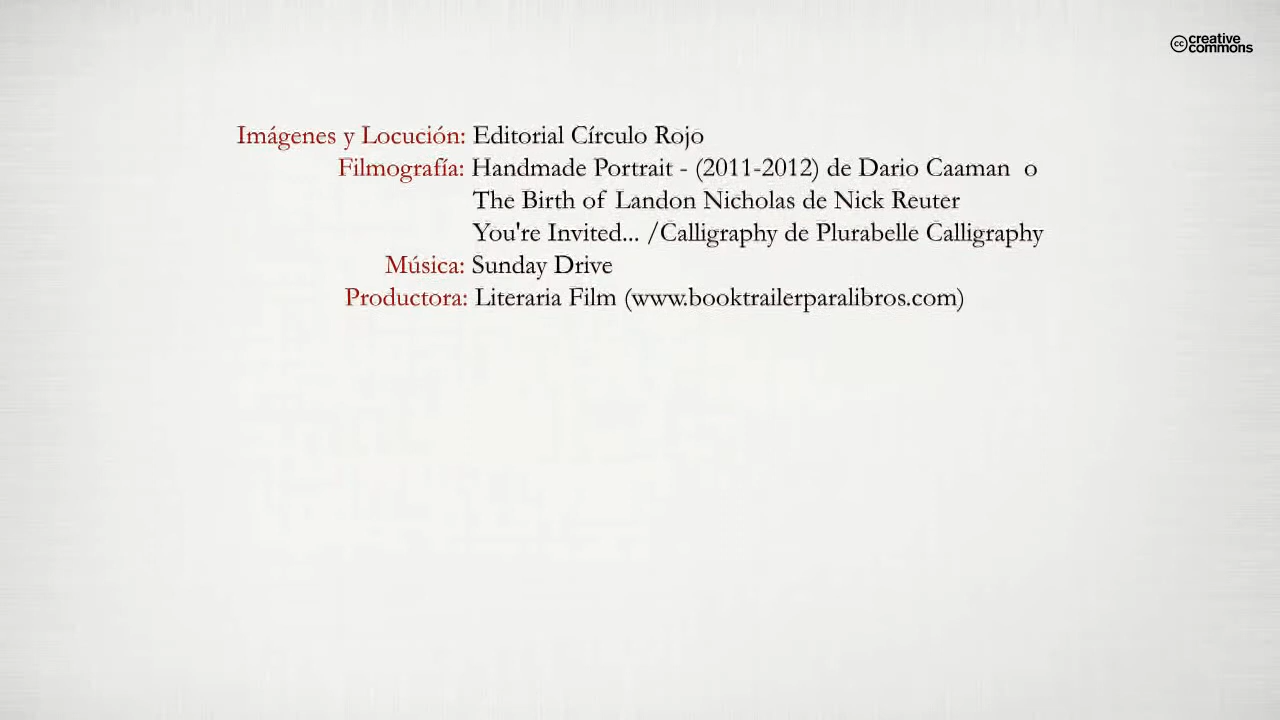 creative
commons
Imágenes y Locución: Editorial Círculo Rojo
Filmografía: Handmade Portrait - (2011-2012) de Dario Caaman o
The Birth of Landon Nicholas de Nick Reuter
You're Invited... /Calligraphy de Plurabelle Calligraphy
Música: Sunday Drive
Productora: Literaria Film (www.booktrailerparalibros.com)